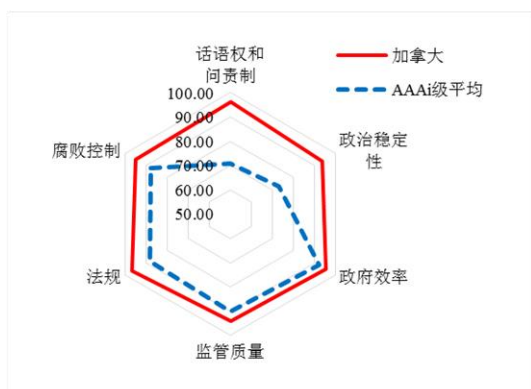 话语权和
问责制
加拿大
AAAi级平均
100.00
90.00
80.00
70.00
60.00
50.00
政治稳定
性
腐败控制
法规
政府效率
监管质量